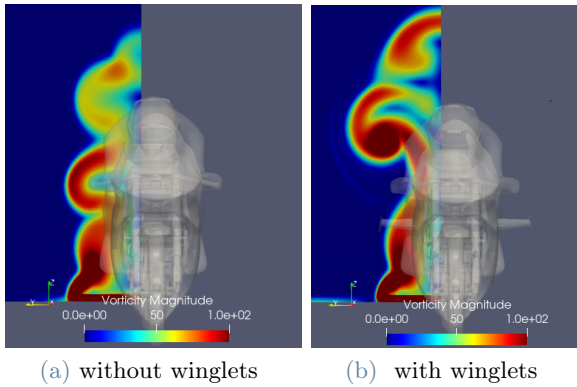 Vorticity Magnitude
0.0e+00 50 1.0e+02
Y Z X
(a) without winglets
Vorticity Magnitude
0.0e+00 50 1.0e+02
Y Z X
(b) with winglets